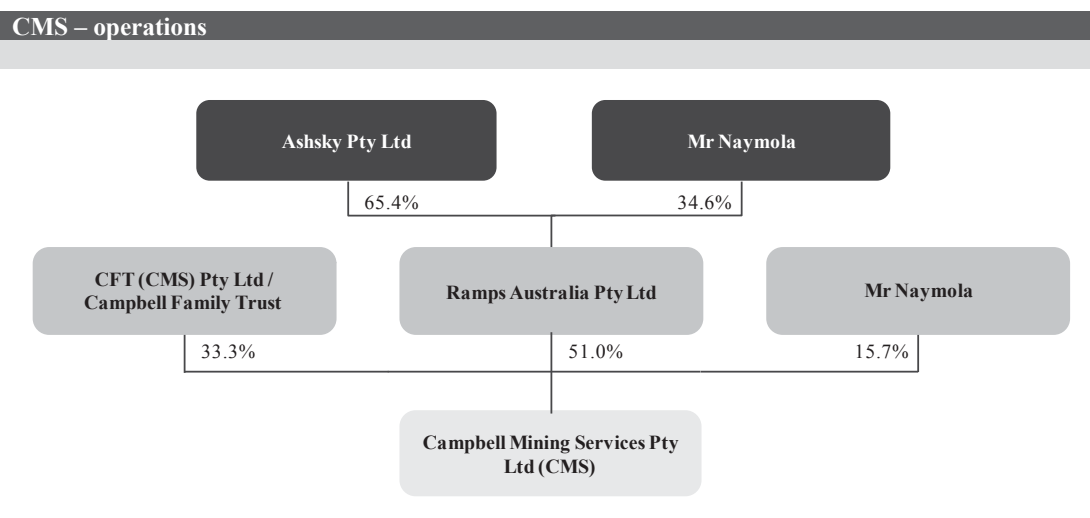 CMS – operations
Ashsky Pty Ltd
Mr Naymola
65.4%
34.6%
CFT (CMS) Pty Ltd /
Campbell Family Trust
Ramps Australia Pty Ltd
Mr Naymola
33.3%
51.0%
15.7%
Campbell Mining Services Pty
Ltd (CMS)